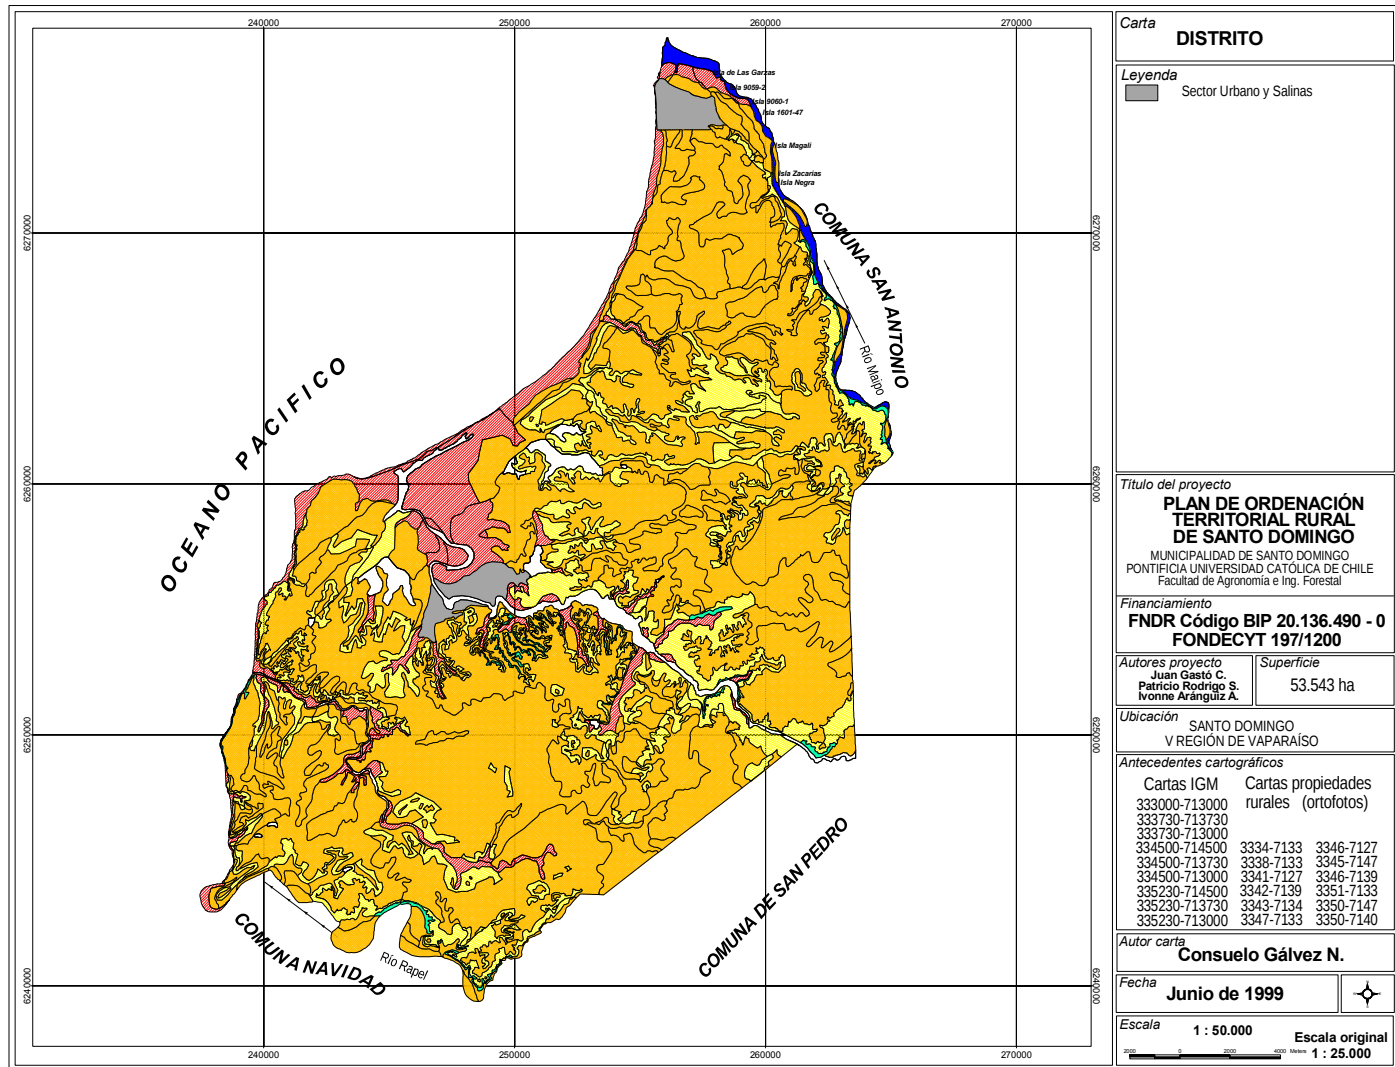 240000
250000
260000
270000
Carta
DISTRITO
Leyenda
Sector Urbano y Salinas
de Las Garzas
Isla 9059-2
Isla 9060-1
Isla 1601-47
Isla Magali
Isla Zacarías
Isla Negra
6270000
6270000
COMUNA SAN ANTONIO
Río Maipo
OCEANO PACIFICO
6260000
6260000
Título del proyecto
PLAN DE ORDENACIÓN
TERRITORIAL RURAL
DE SANTO DOMINGO
MUNICIPALIDAD DE SANTO DOMINGO
PONTIFICIA UNIVERSIDAD CATÓLICA DE CHILE
Facultad de Agronomía e Ing. Forestal
Financiamiento
FNDR Código BIP 20.136.490 - 0
FONDECYT 197/1200
Autores proyecto
Juan Gastó C.
Patricio Rodrigo S.
Ivonne Aránguiz A.
Superficie
53.543 ha
Ubicación
SANTO DOMINGO
V REGIÓN DE VAPARAÍSO
6250000
6250000
Antecedentes cartográficos
Cartas IGM
333000-713000
333730-713730
333730-713000
334500-714500
334500-713730
334500-713000
335230-714500
335230-713730
335230-713000
Cartas propiedades
rurales (ortofotos)
3334-7133 3346-7127
3338-7133 3345-7147
3341-7127 3346-7139
3342-7139 3351-7133
3343-7134 3350-7147
3347-7133 3350-7140
COMUNA DE SAN PEDRO
COMUNA NAVIDAD
Río Rapel
6240000
6240000
Autor carta
Consuelo Gálvez N.
Fecha
Junio de 1999
Escala
1 : 50.000
2000 0 2000 4000 Meters
Escala original
1 : 25.000
240000
250000
260000
270000